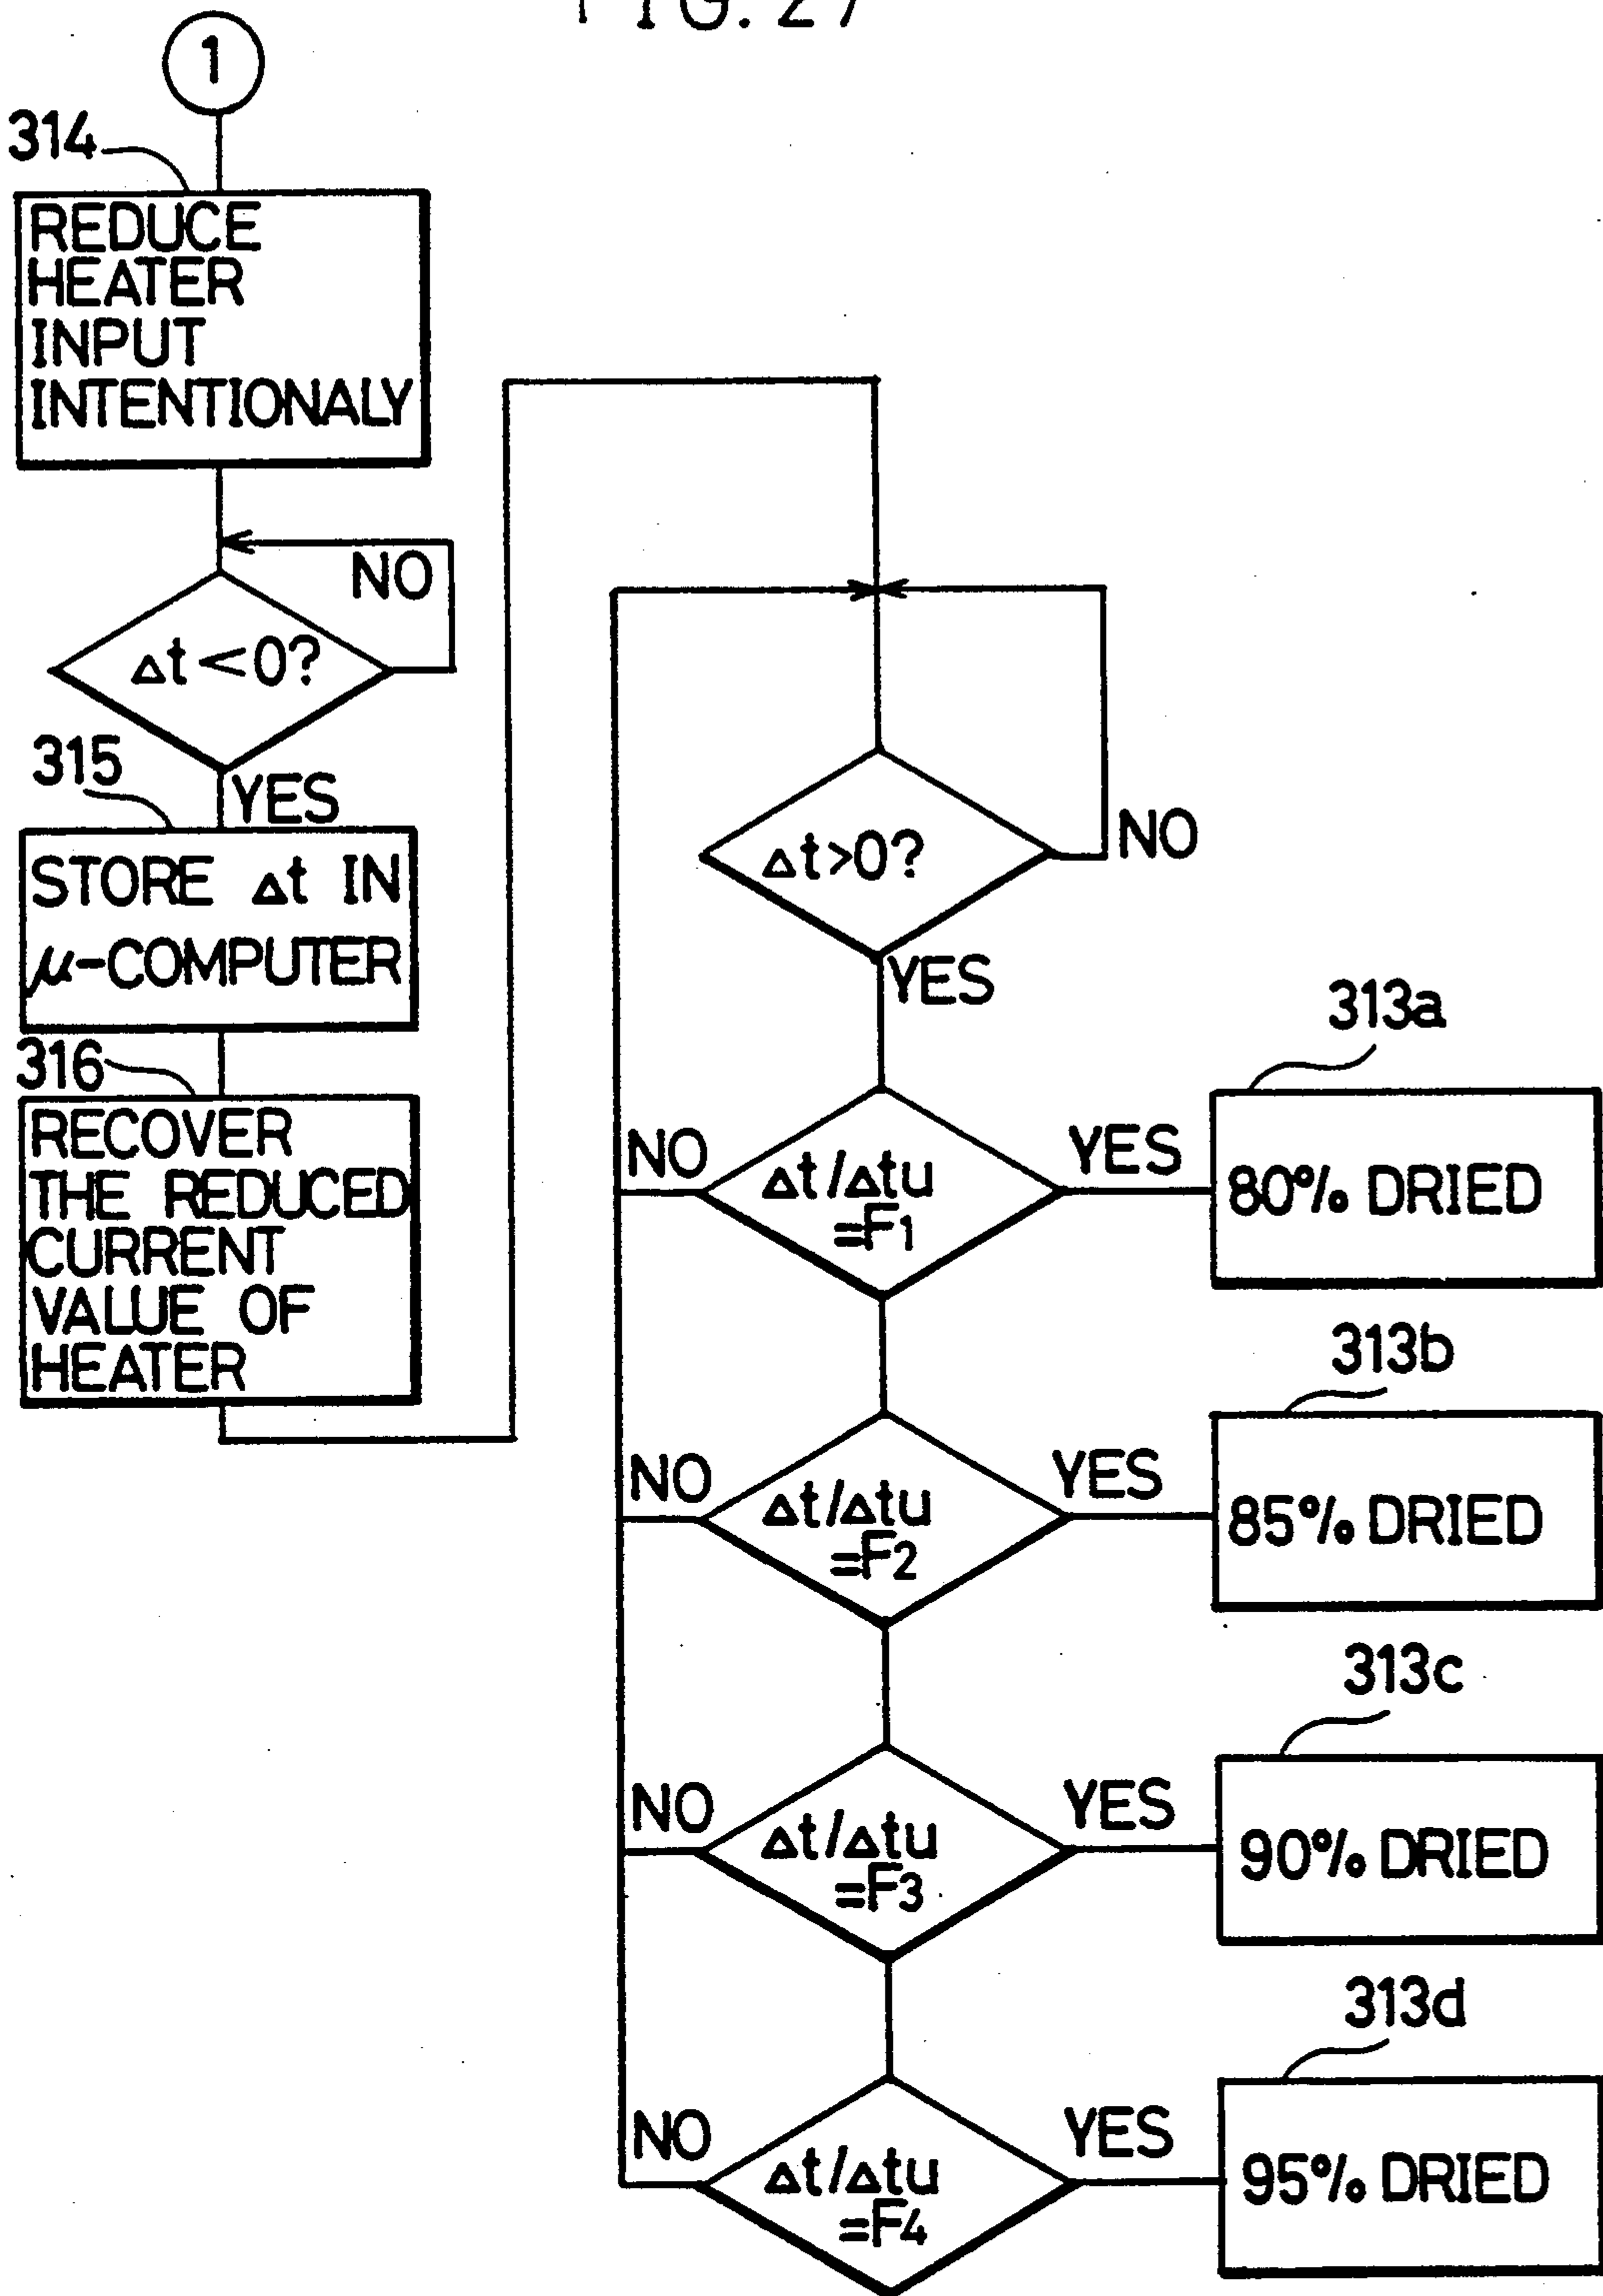 FIG. 27
1
314
REDUCE
HEATER
INPUT
INTENTIONALY
NO
Δt<0?
315
YES
STORE Δt IN
μ-COMPUTER
316
RECOVER
THE REDUCED
CURRENT
VALUE OF
HEATER
Δt>0?
NO
YES
313a
NO
Δt/Δtu
=F1
YES
80% DRIED
313b
NO
Δt/Δtu
=F2
YES
85% DRIED
313c
NO
Δt/Δtu
=F3
YES
90% DRIED
313d
NO
Δt/Δtu
=F4
YES
95% DRIED